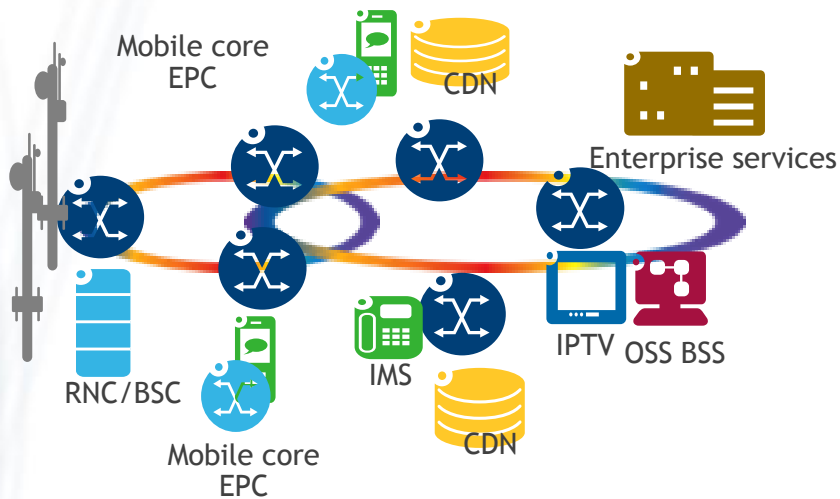 Mobile core
EPC
CDN
Enterprise services
RNC/BSC
IMS
IPTV
OSS BSS
CDN
Mobile core
EPC